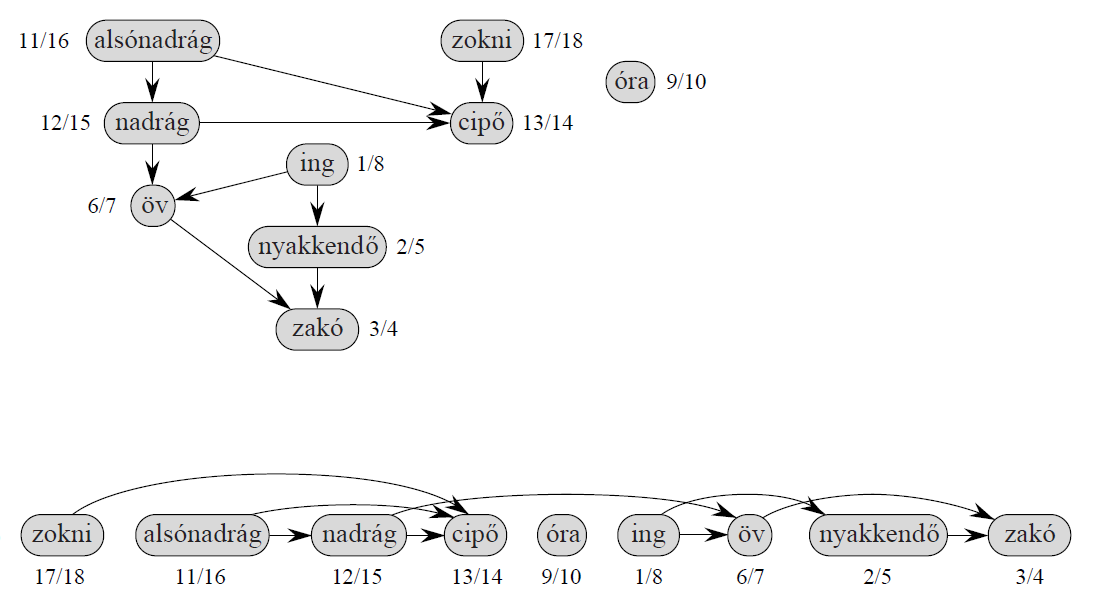 11/16 alsónadrág zokni 17/18
óra 9/10
12/15 nadrág cipő 13/14
ing 1/8
6/7 öv
nyakkendő 2/5
zakó 3/4
zokni alsónadrág nadrág cipő óra ing öv nyakkendő zakó
17/18 11/16 12/15 13/14 9/10 1/8 6/7 2/5 3/4